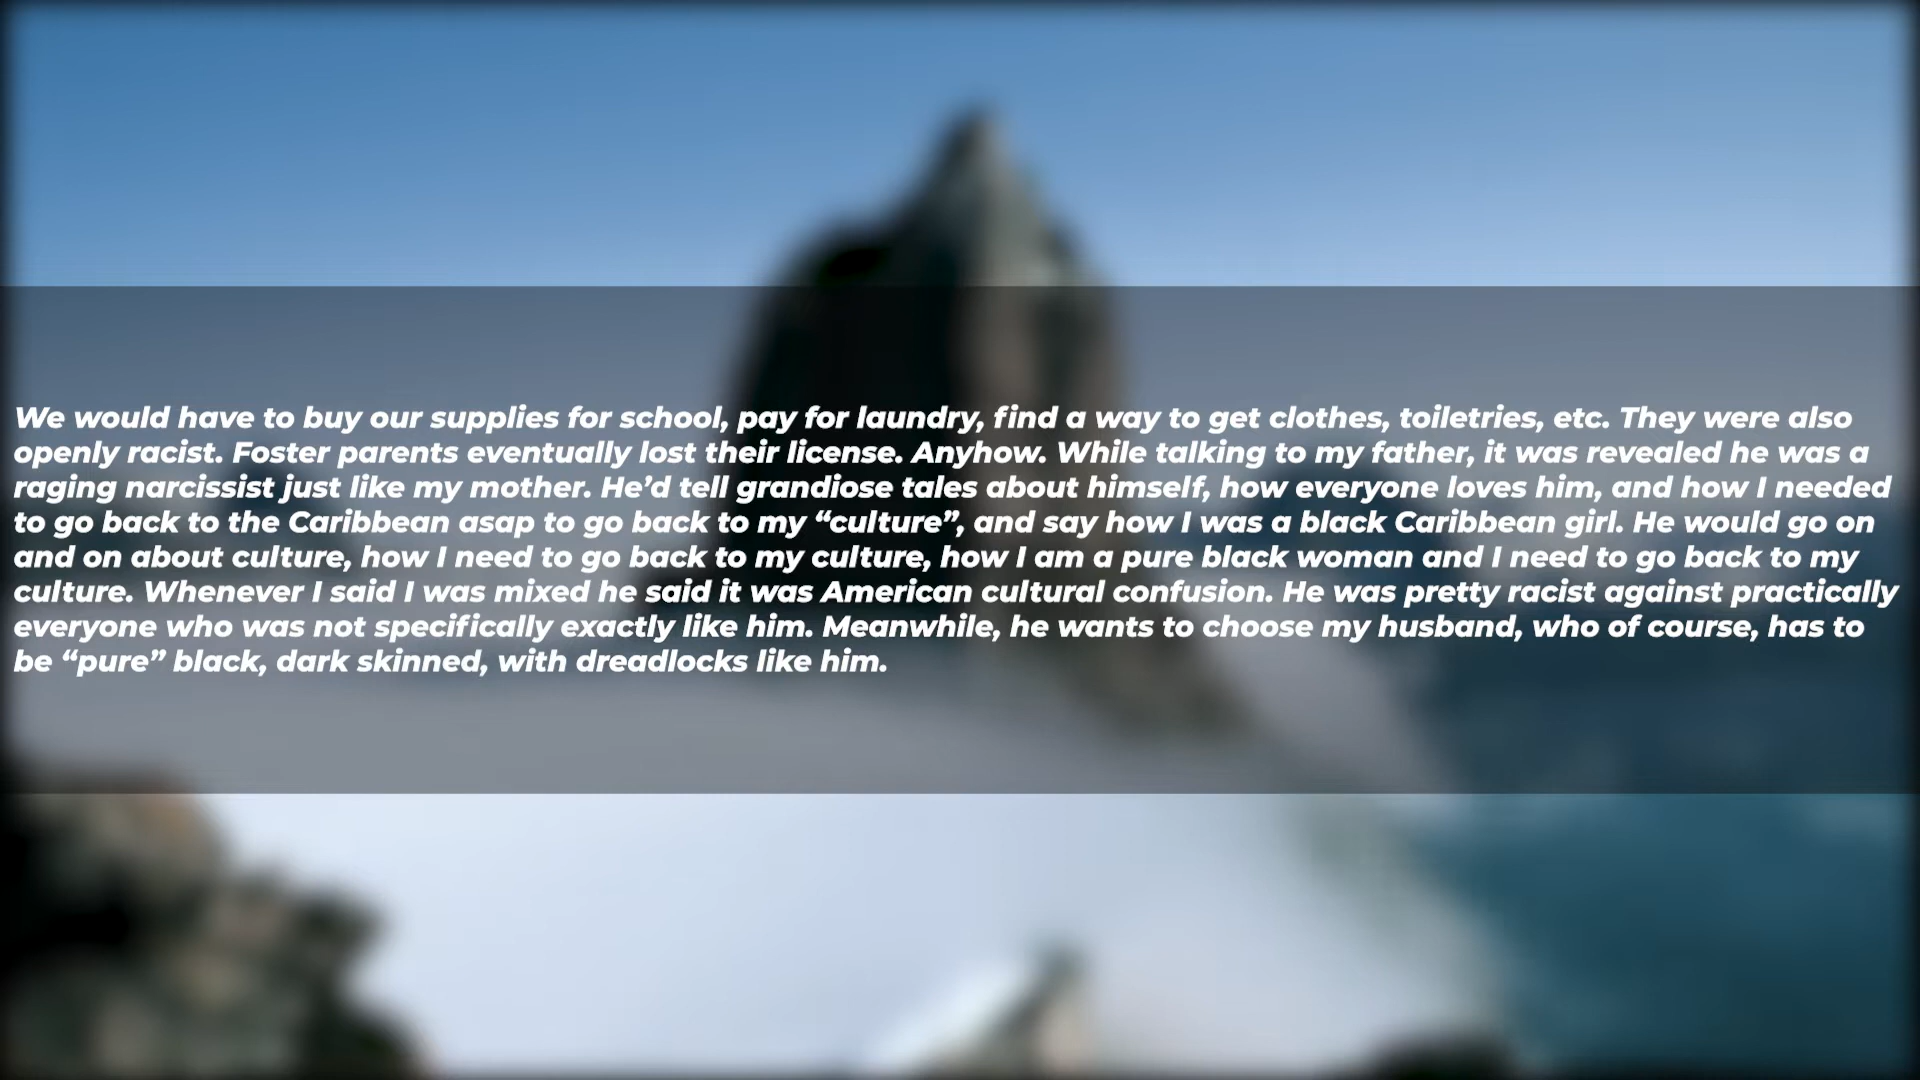 We would have to buy our supplies for school, pay for laundry, find a way to get clothes, toiletries, etc. They were also
openly racist. Foster parents eventually lost their license. Anyhow. While talking to my father, it was revealed he was a
raging narcissist just like my mother. He’d tell grandiose tales about himself, how everyone loves him, and how I needed
to go back to the Caribbean asap to go back to my “culture”, and say how I was a black Caribbean girl. He would go on
and on about culture, how I need to go back to my culture, how I am a pure black woman and I need to go back to my
culture. Whenever I said I was mixed he said it was American cultural confusion. He was pretty racist against practically
everyone who was not specifically exactly like him. Meanwhile, he wants to choose my husband, who of course, has to
be “pure” black, dark skinned, with dreadlocks like him.